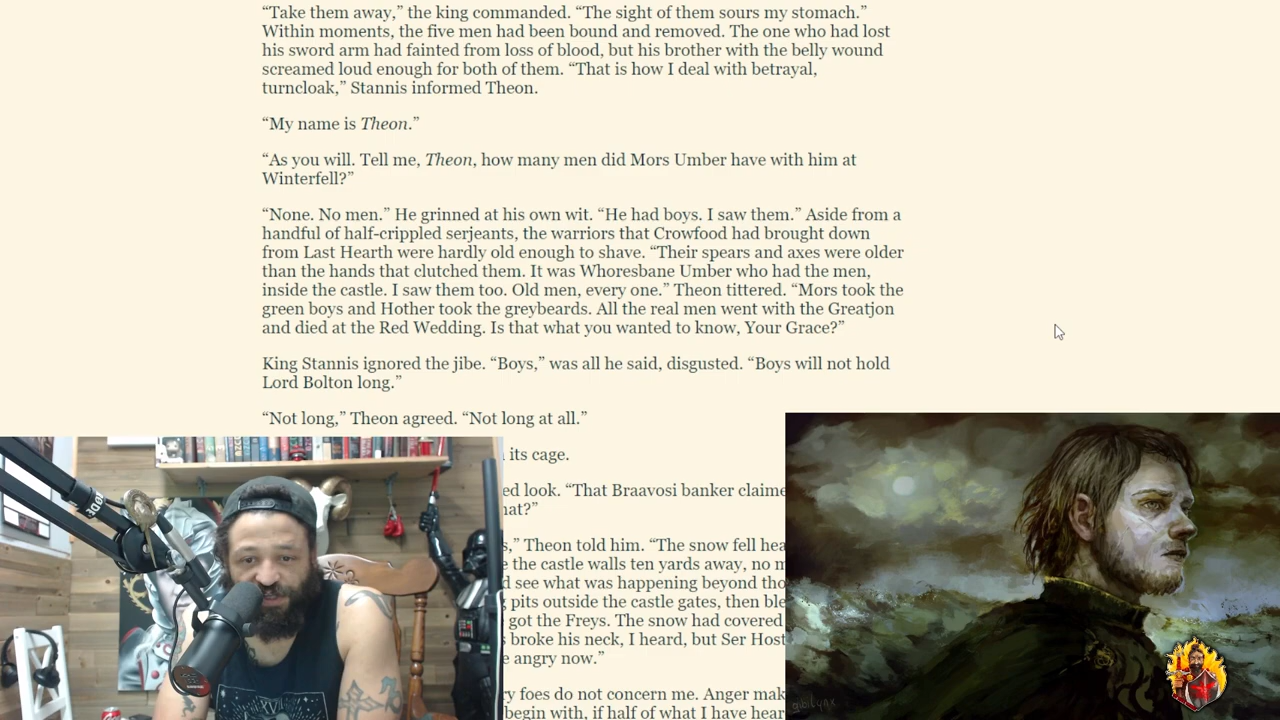 “Take them away,” the king commanded. “The sight of them sours my stomach.”
Within moments, the five men had been bound and removed. The one who had lost
his sword arm had fainted from loss of blood, but his brother with the belly wound
screamed loud enough for both of them. “That is how I deal with betrayal,
turncloak,” Stannis informed Theon.
“My name is Theon.”
“As you will. Tell me, Theon, how many men did Mors Umber have with him at
Winterfell?”
“None. No men.” He grinned at his own wit. “He had boys. I saw them.” Aside from a
handful of half-crippled serjeants, the warriors that Crowfood had brought down
from Last Hearth were hardly old enough to shave. “Their spears and axes were older
than the hands that clutched them. It was Whoresbane Umber who had the men,
inside the castle. I saw them too. Old men, every one.” Theon tittered. “Mors took the
green boys and Hother took the greybeards. All the real men went with the Greatjon
and died at the Red Wedding. Is that what you wanted to know, Your Grace?”
King Stannis ignored the jibe. “Boys,” was all he said, disgusted. “Boys will not hold
Lord Bolton long.”
“Not long,” Theon agreed. “Not long at all.”
its cage.
ed look. “That Braavosi banker claime
hat?”
s,” Theon told him. “The snow fell hea
e the castle walls ten yards away, no m
d see what was happening beyond tho
pits outside the castle gates, then ble
got the Freys. The snow had covered
broke his neck, I heard, but Ser Host
e angry now.”
ry foes do not concern me. Anger mak
begin with, if half of what I have hear
RODE